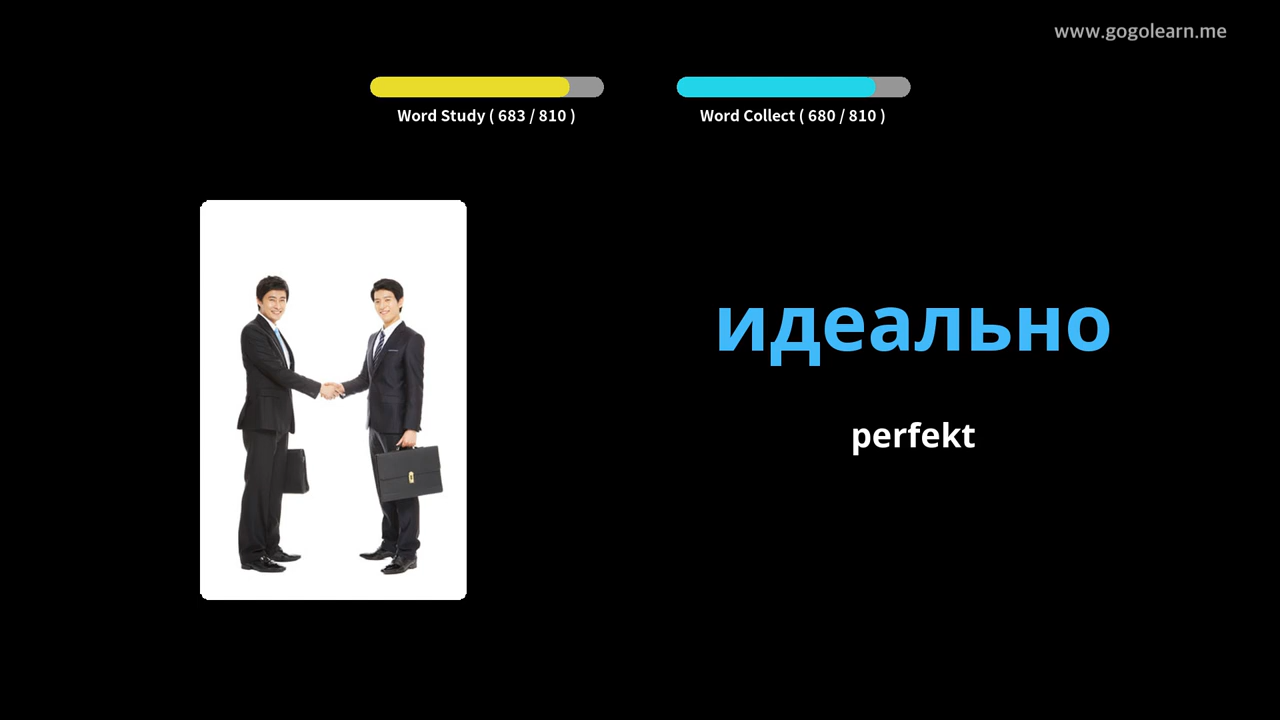 www.gogolearn.me
Word Study ( 683 / 810 )
Word Collect ( 680 / 810 )
идеально
perfekt